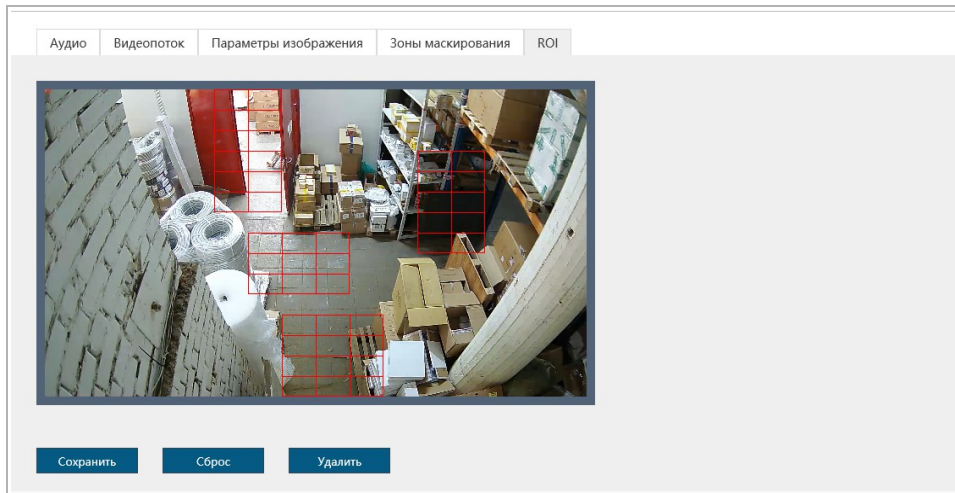 Аудио Видеопоток Параметры изображения Зоны маскирования ROI
Сохранить Сброс Удалить